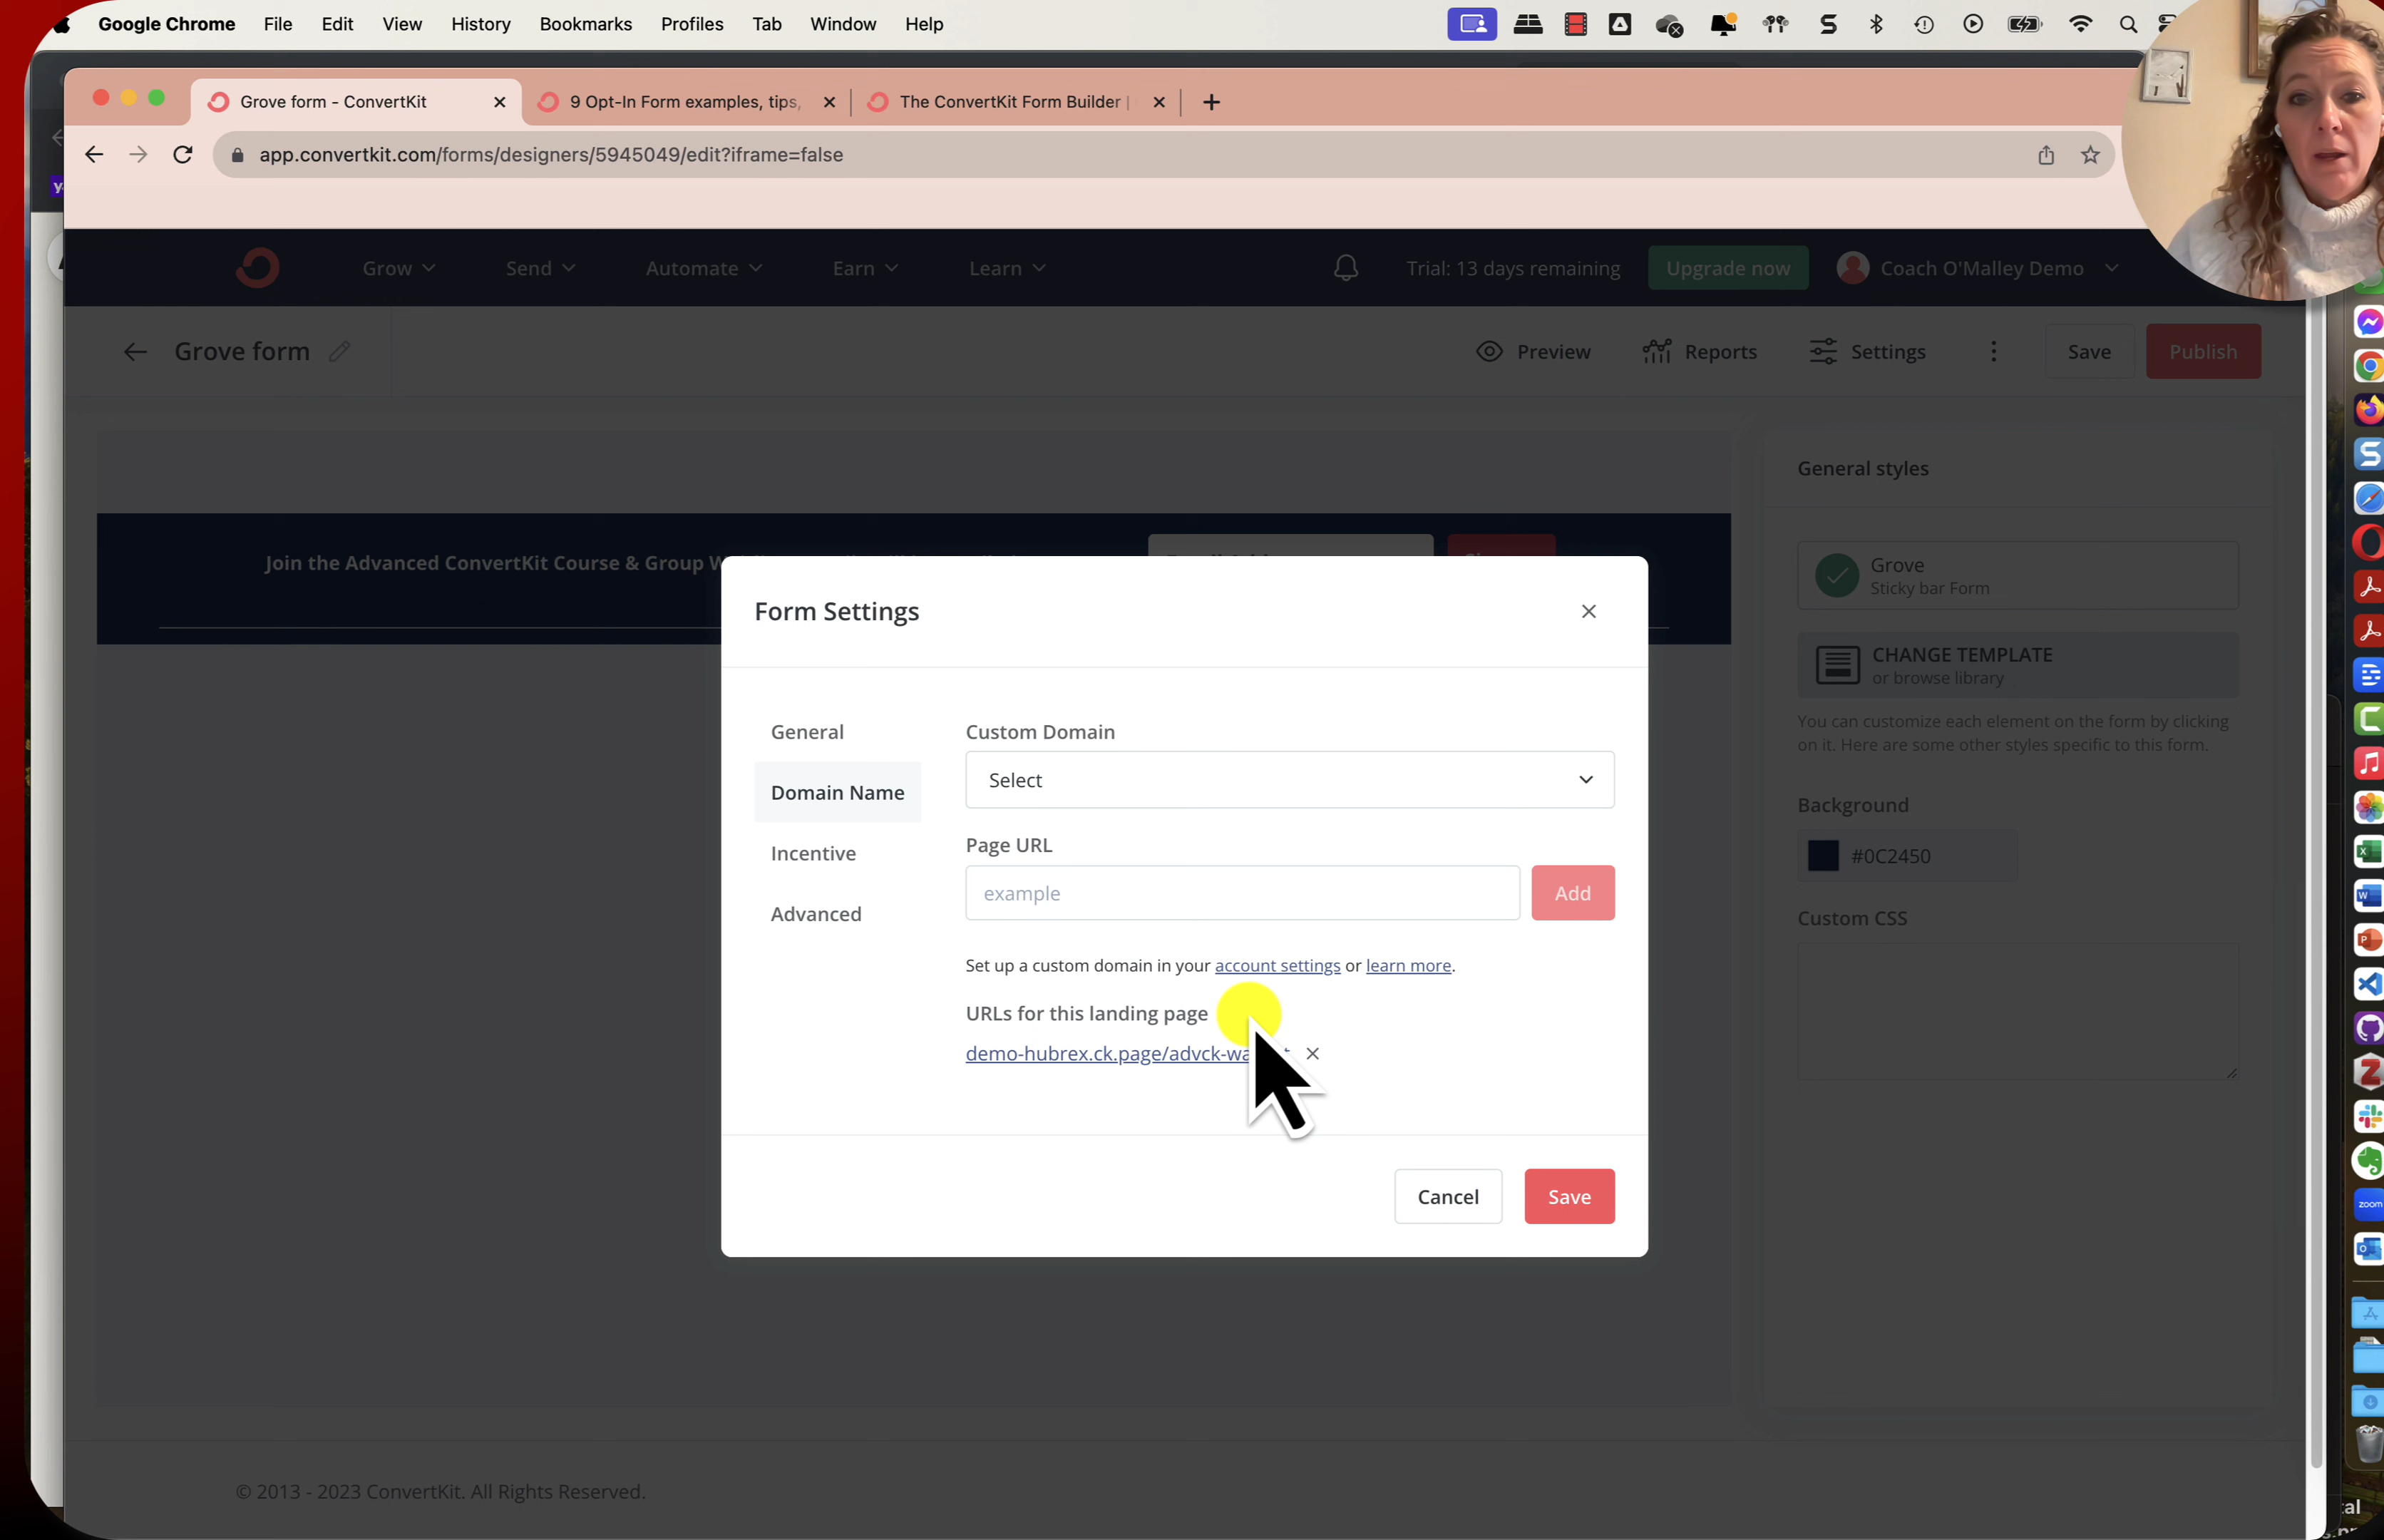 Google Chrome File Edit View History Bookmarks Profiles Tab Window Help
Grove form - ConvertKit
9 Opt-In Form examples, tips,
The ConvertKit Form Builder |
app.convertkit.com/forms/designers/5945049/edit?iframe=false
Grow Send Automate Earn Learn Trial: 13 days remaining Upgrade now Coach O'Malley Demo
Grove form Preview Reports Settings Save Publish
Join the Advanced ConvertKit Course & Group
Form Settings
General
Domain Name
Incentive
Advanced
Custom Domain
Select
Page URL
example
Add
Set up a custom domain in your account settings or learn more.
URLs for this landing page
demo-hubrex.ck.page/advck-wa
Cancel Save
General styles
Grove
Sticky bar Form
CHANGE TEMPLATE
or browse library
You can customize each element on the form by clicking
on it. Here are some other styles specific to this form.
Background
#0C2450
Custom CSS
© 2013 - 2023 ConvertKit. All Rights Reserved.
zoom